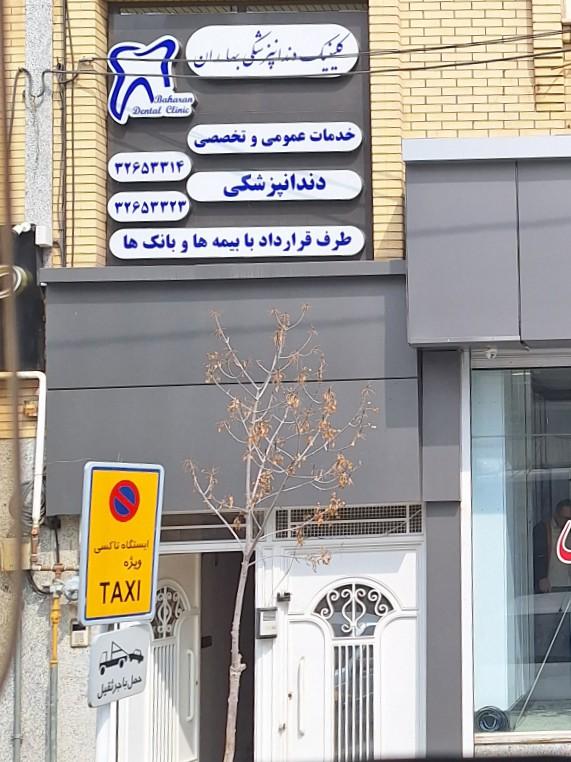 کلینیک دندانپزشکی بهاران
Baharan
Dental Clinic
خدمات عمومی و تخصصی
۳۲۶۵۳۳۱۴
دندانپزشکی
۳۲۶۵۳۳۲۳
طرف قرارداد با بیمه ها و بانک ها
ایستگاه تاکسی
ویژه
TAXI
حمل با جرثقیل